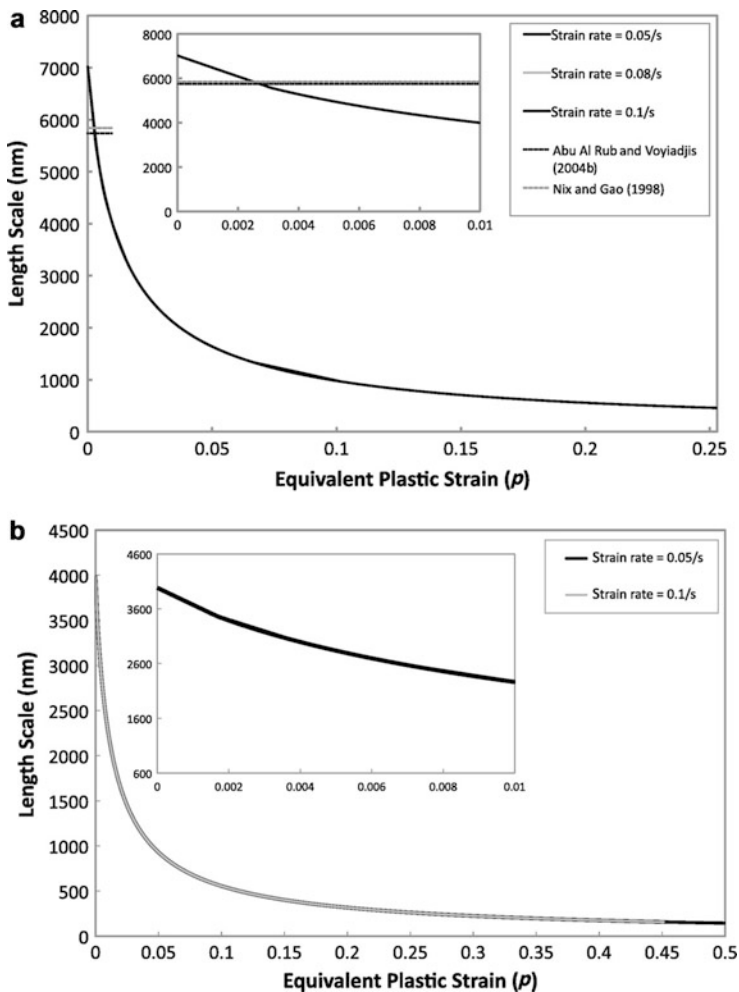 a
8000
7000
6000
5000
4000
3000
2000
1000
0
Length Scale (nm)
8000
6000
4000
2000
0
0 0.002 0.004 0.006 0.008 0.01
Strain rate = 0.05/s
Strain rate = 0.08/s
Strain rate = 0.1/s
Abu Al Rub and Voyiadjis
(2004b)
Nix and Gao (1998)
0 0.05 0.1 0.15 0.2 0.25
Equivalent Plastic Strain (p)
b
4500
4000
3500
3000
2500
2000
1500
1000
500
0
Length Scale (nm)
4600
3600
2600
1600
600
0 0.002 0.004 0.006 0.008 0.01
Strain rate = 0.05/s
Strain rate = 0.1/s
0 0.05 0.1 0.15 0.2 0.25 0.3 0.35 0.4 0.45 0.5
Equivalent Plastic Strain (p)